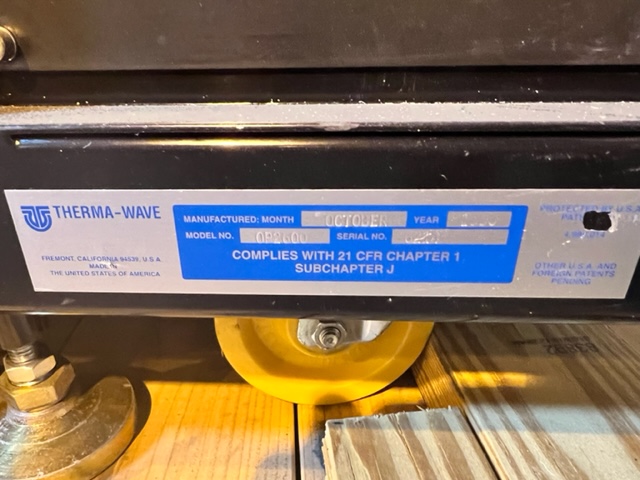 THERMA-WAVE
FREMONT, CALIFORNIA 94539, U.S.A.
MADE IN
THE UNITED STATES OF AMERICA
MANUFACTURED: MONTH OCTOBER YEAR
MODEL NO. OP2600 SERIAL NO.
COMPLIES WITH 21 CFR CHAPTER 1
SUBCHAPTER J
PROTECTED BY U.S.A.
OTHER U.S.A. AND
FOREIGN PATENTS
PENDING